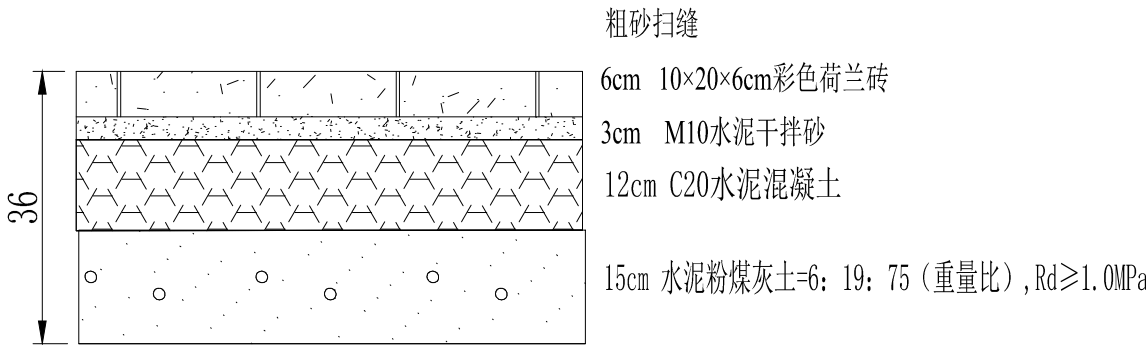 粗砂扫缝
6cm 10×20×6cm彩色荷兰砖
3cm M10水泥干拌砂
12cm C20水泥混凝土
36
15cm 水泥粉煤灰土=6: 19: 75 (重量比),Rd≥1.0MPa